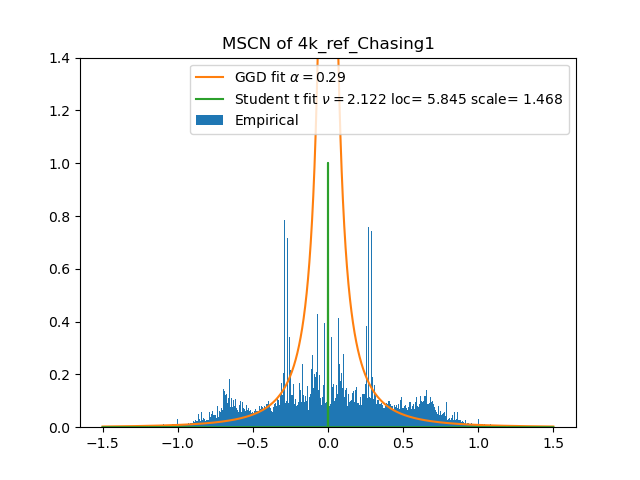 MSCN of 4k_ref_Chasing1
GGD fit α = 0.29
Student t fit ν = 2.122 loc= 5.845 scale= 1.468
Empirical
1.4
1.2
1.0
0.8
0.6
0.4
0.2
0.0
−1.5 −1.0 −0.5 0.0 0.5 1.0 1.5